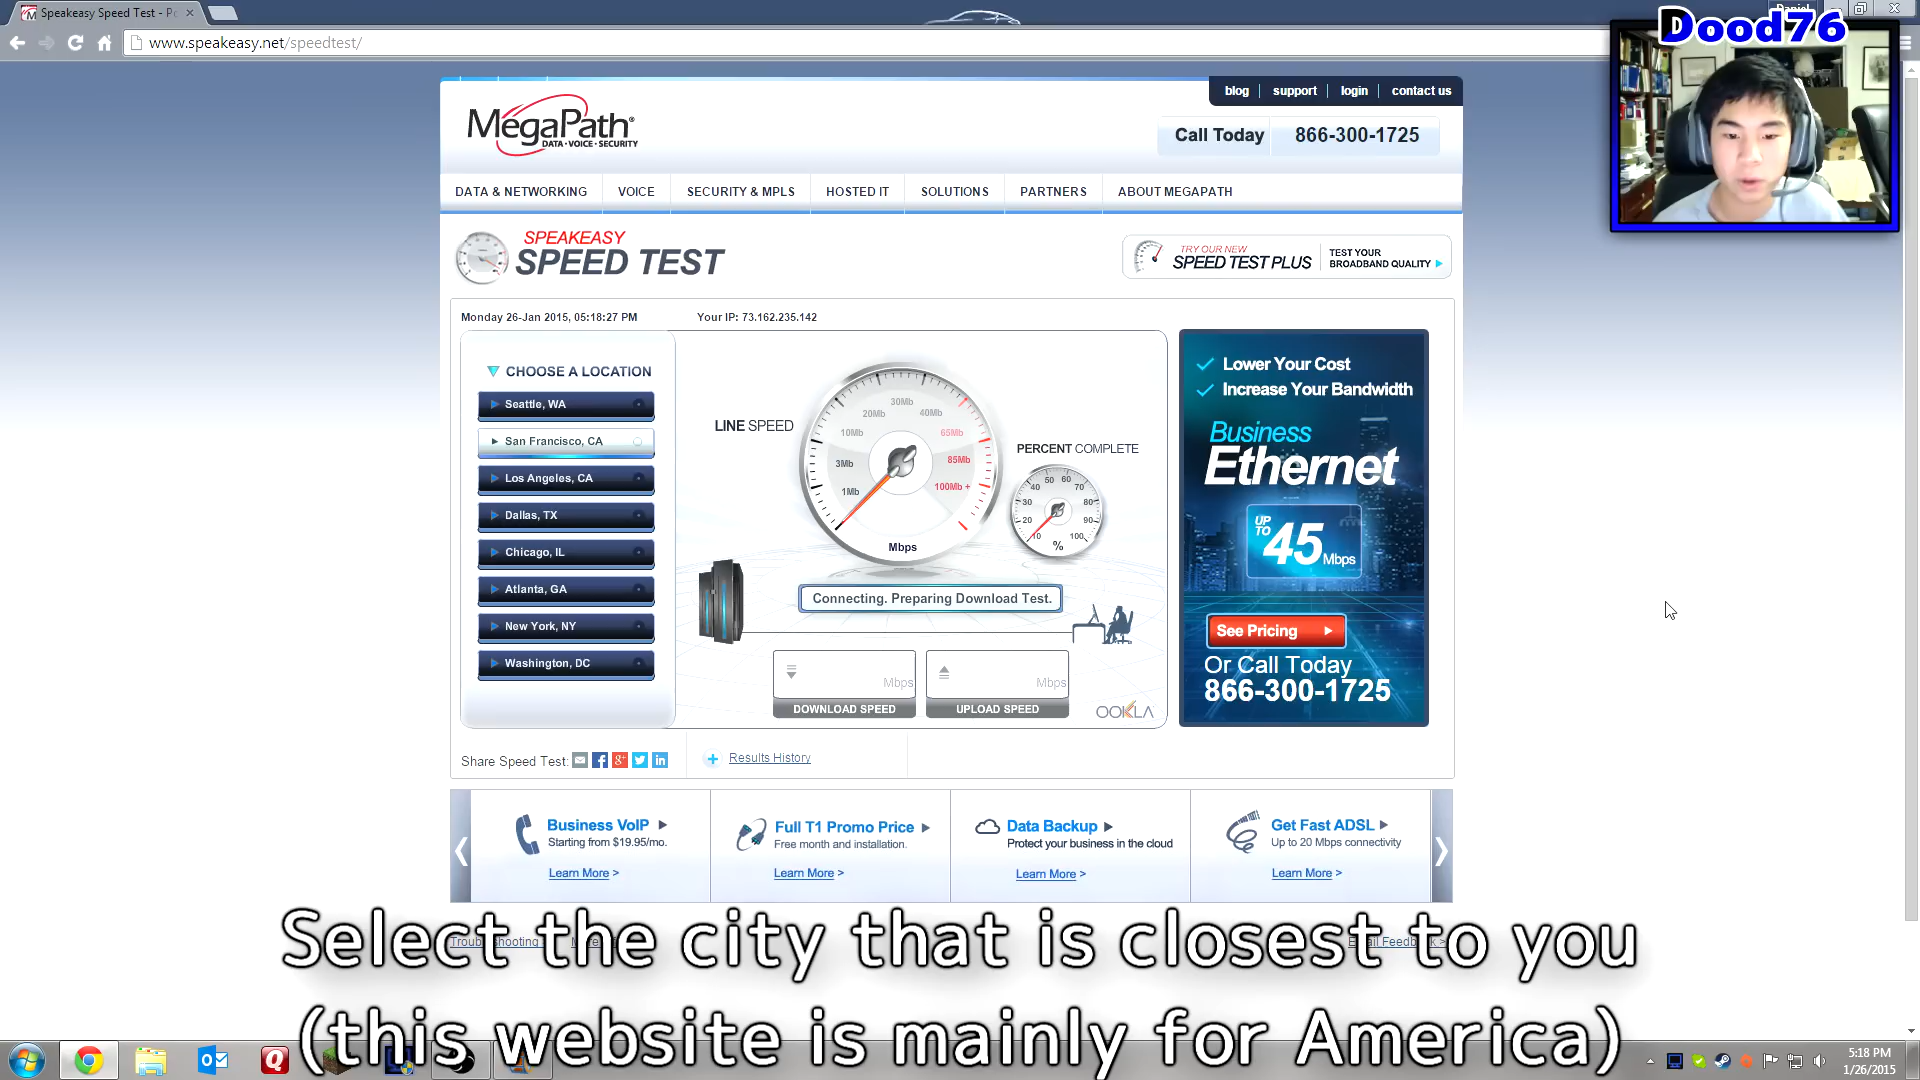 Speakeasy Speed Test - Po
Daniel
Dood76
www.speakeasy.net/speedtest/
blog
support
login
contact us
MegaPath®
DATA • VOICE • SECURITY
Call Today
866-300-1725
DATA & NETWORKING
VOICE
SECURITY & MPLS
HOSTED IT
SOLUTIONS
PARTNERS
ABOUT MEGAPATH
SPEAKEASY
SPEED TEST
TRY OUR NEW
SPEED TEST PLUS
TEST YOUR
BROADBAND QUALITY
Monday 26-Jan 2015, 05:18:27 PM
Your IP: 73.162.235.142
CHOOSE A LOCATION
Seattle, WA
San Francisco, CA
Los Angeles, CA
Dallas, TX
Chicago, IL
Atlanta, GA
New York, NY
Washington, DC
LINE SPEED
1Mb
3Mb
10Mb
20Mb
30Mb
40Mb
65Mb
85Mb
100Mb +
Mbps
PERCENT COMPLETE
10
20
30
40
50
60
70
80
90
100
%
Connecting. Preparing Download Test.
Mbps
DOWNLOAD SPEED
Mbps
UPLOAD SPEED
OOKLA
Lower Your Cost
Increase Your Bandwidth
Business
Ethernet
UP TO 45 Mbps
See Pricing
Or Call Today
866-300-1725
Share Speed Test:
Results History
Business VoIP
Starting from $19.95/mo.
Learn More >
Full T1 Promo Price
Free month and installation.
Learn More >
Data Backup
Protect your business in the cloud
Learn More >
Get Fast ADSL
Up to 20 Mbps connectivity
Learn More >
Troubleshooting
Email Feedback >
Select the city that is closest to you
(this website is mainly for America)
5:18 PM
1/26/2015